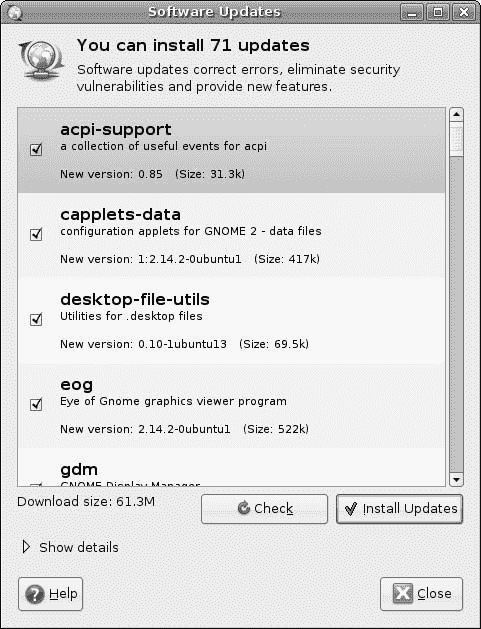 Software Updates
You can install 71 updates
Software updates correct errors, eliminate security
vulnerabilities and provide new features.
acpi-support
a collection of useful events for acpi
New version: 0.85 (Size: 31.3k)
capplets-data
configuration applets for GNOME 2 - data files
New version: 1:2.14.2-0ubuntu1 (Size: 417k)
desktop-file-utils
Utilities for .desktop files
New version: 0.10-1ubuntu13 (Size: 69.5k)
eog
Eye of Gnome graphics viewer program
New version: 2.14.2-0ubuntu1 (Size: 522k)
gdm
GNOME Display Manager
Download size: 61.3M
Check
Install Updates
Show details
Help
Close